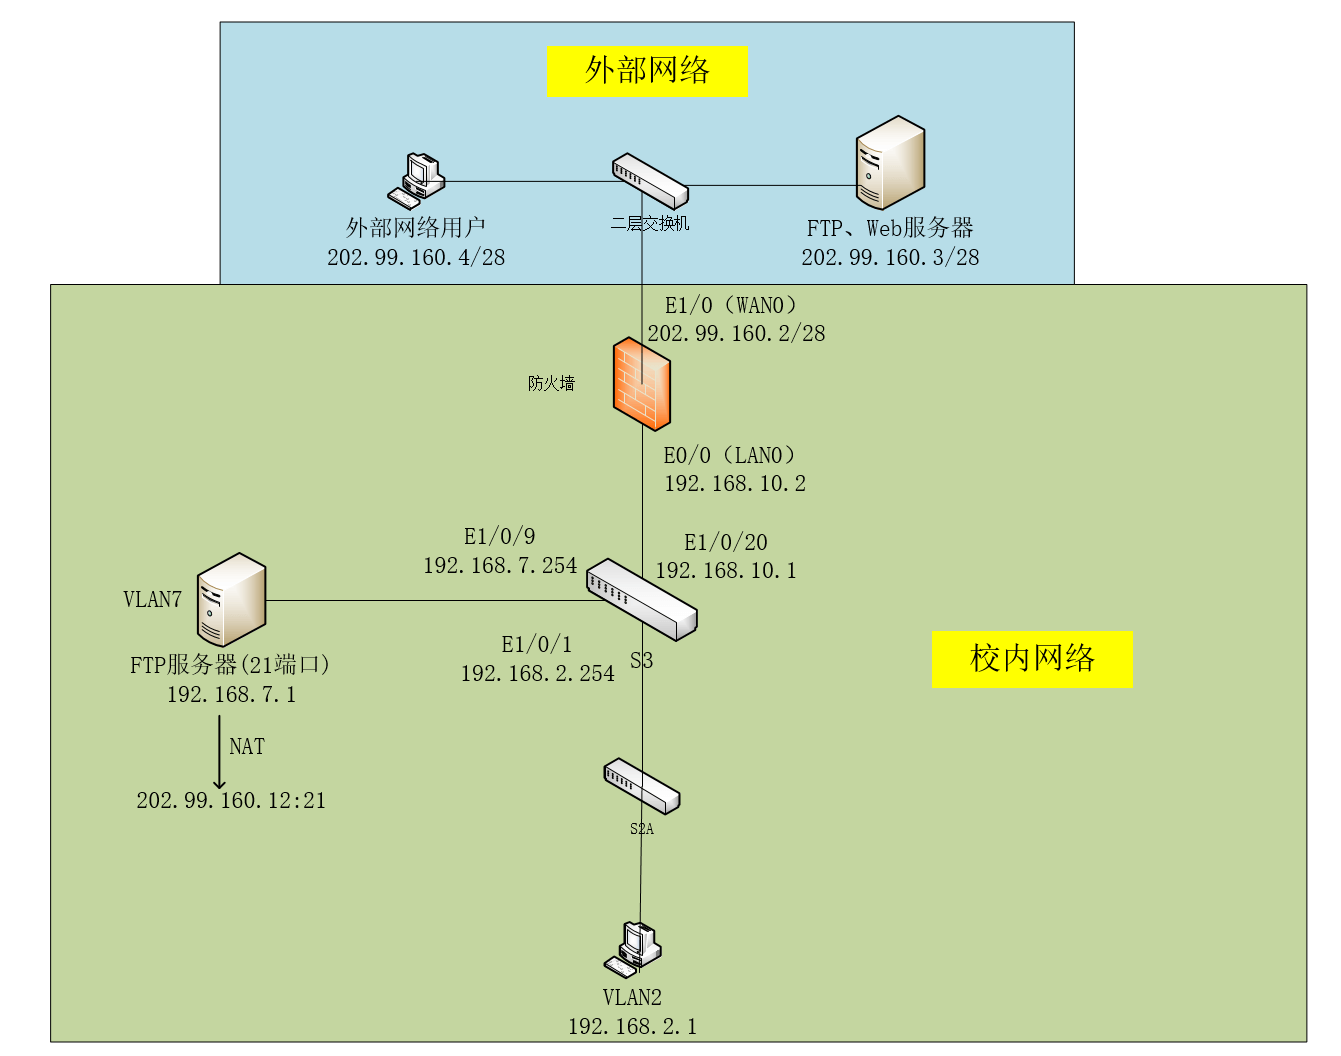 外部网络
二层交换机
外部网络用户
202.99.160.4/28
FTP、Web服务器
202.99.160.3/28
E1/0（WAN0）
202.99.160.2/28
防火墙
E0/0（LAN0）
192.168.10.2
E1/0/9
192.168.7.254
E1/0/20
192.168.10.1
VLAN7
E1/0/1
192.168.2.254
S3
校内网络
FTP服务器(21端口)
192.168.7.1
NAT
202.99.160.12:21
S2A
VLAN2
192.168.2.1